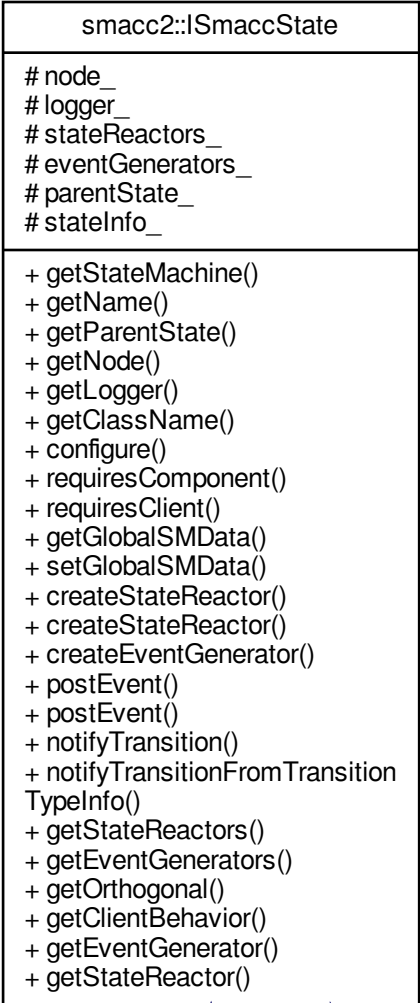 smacc2::ISmaccState
# node_
# logger_
# stateReactors_
# eventGenerators_
# parentState_
# stateInfo_
+ getStateMachine()
+ getName()
+ getParentState()
+ getNode()
+ getLogger()
+ getClassName()
+ configure()
+ requiresComponent()
+ requiresClient()
+ getGlobalSMData()
+ setGlobalSMData()
+ createStateReactor()
+ createStateReactor()
+ createEventGenerator()
+ postEvent()
+ postEvent()
+ notifyTransition()
+ notifyTransitionFromTransition
TypeInfo()
+ getStateReactors()
+ getEventGenerators()
+ getOrthogonal()
+ getClientBehavior()
+ getEventGenerator()
+ getStateReactor()